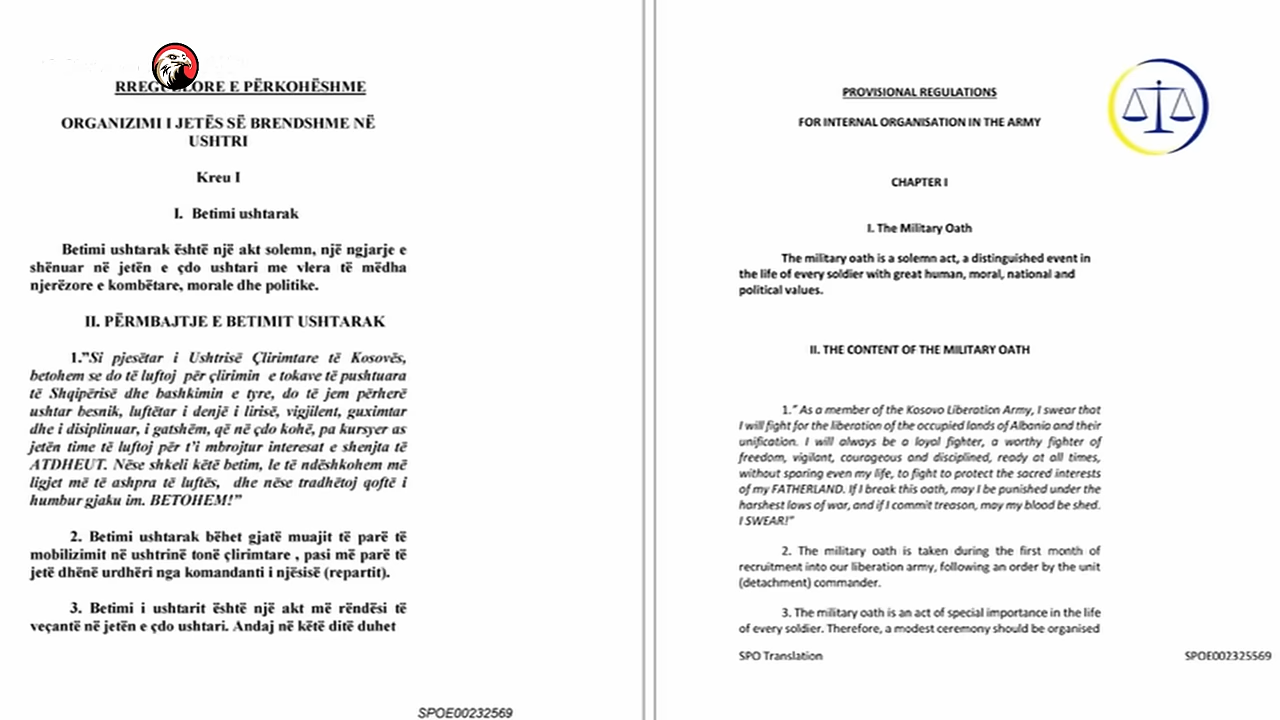 RREGULLORE E PËRKOHËSHME
ORGANIZIMI I JETËS SË BRENDSHME NË
USHTRI
Kreu I
I. Betimi ushtarak
Betimi ushtarak është një akt solemn, një ngjarje e
shënuar në jetën e çdo ushtari me vlera të mëdha
njerëzore e kombëtare, morale dhe politike.
II. PËRMBAJTJE E BETIMIT USHTARAK
1."Si pjesëtar i Ushtrisë Çlirimtare të Kosovës,
betohem se do të luftoj për çlirimin e tokave të pushtuara
të Shqipërisë dhe bashkimin e tyre, do të jem përherë
ushtar besnik, luftëtar i denjë i lirisë, vigjilent, guximtar
dhe i disiplinuar, i gatshëm, që në çdo kohë, pa kursyer as
jetën time të luftoj për t'i mbrojtur interesat e shenjta të
ATDHEUT. Nëse shkeli këtë betim, le të ndëshkohem më
ligjet më të ashpra të luftës, dhe nëse tradhëtoj qoftë i
humbur gjaku im. BETOHEM!"
2. Betimi ushtarak bëhet gjatë muajit të parë të
mobilizimit në ushtrinë tonë çlirimtare , pasi më parë të
jetë dhënë urdhëri nga komandanti i njësisë (repartit).
3. Betimi i ushtarit është një akt më rëndësi të
veçantë në jetën e çdo ushtari. Andaj në këtë ditë duhet
SPOE00232569
PROVISIONAL REGULATIONS
FOR INTERNAL ORGANISATION IN THE ARMY
CHAPTER I
I. The Military Oath
The military oath is a solemn act, a distinguished event in
the life of every soldier with great human, moral, national and
political values.
II. THE CONTENT OF THE MILITARY OATH
1." As a member of the Kosovo Liberation Army, I swear that
I will fight for the liberation of the occupied lands of Albania and their
unification. I will always be a loyal fighter, a worthy fighter of
freedom, vigilant, courageous and disciplined, ready at all times,
without sparing even my life, to fight to protect the sacred interests
of my FATHERLAND. If I break this oath, may I be punished under the
harshest laws of war, and if I commit treason, may my blood be shed.
I SWEAR!"
2. The military oath is taken during the first month of
recruitment into our liberation army, following an order by the unit
(detachment) commander.
3. The military oath is an act of special importance in the life
of every soldier. Therefore, a modest ceremony should be organised
SPO Translation
SPOE002325569